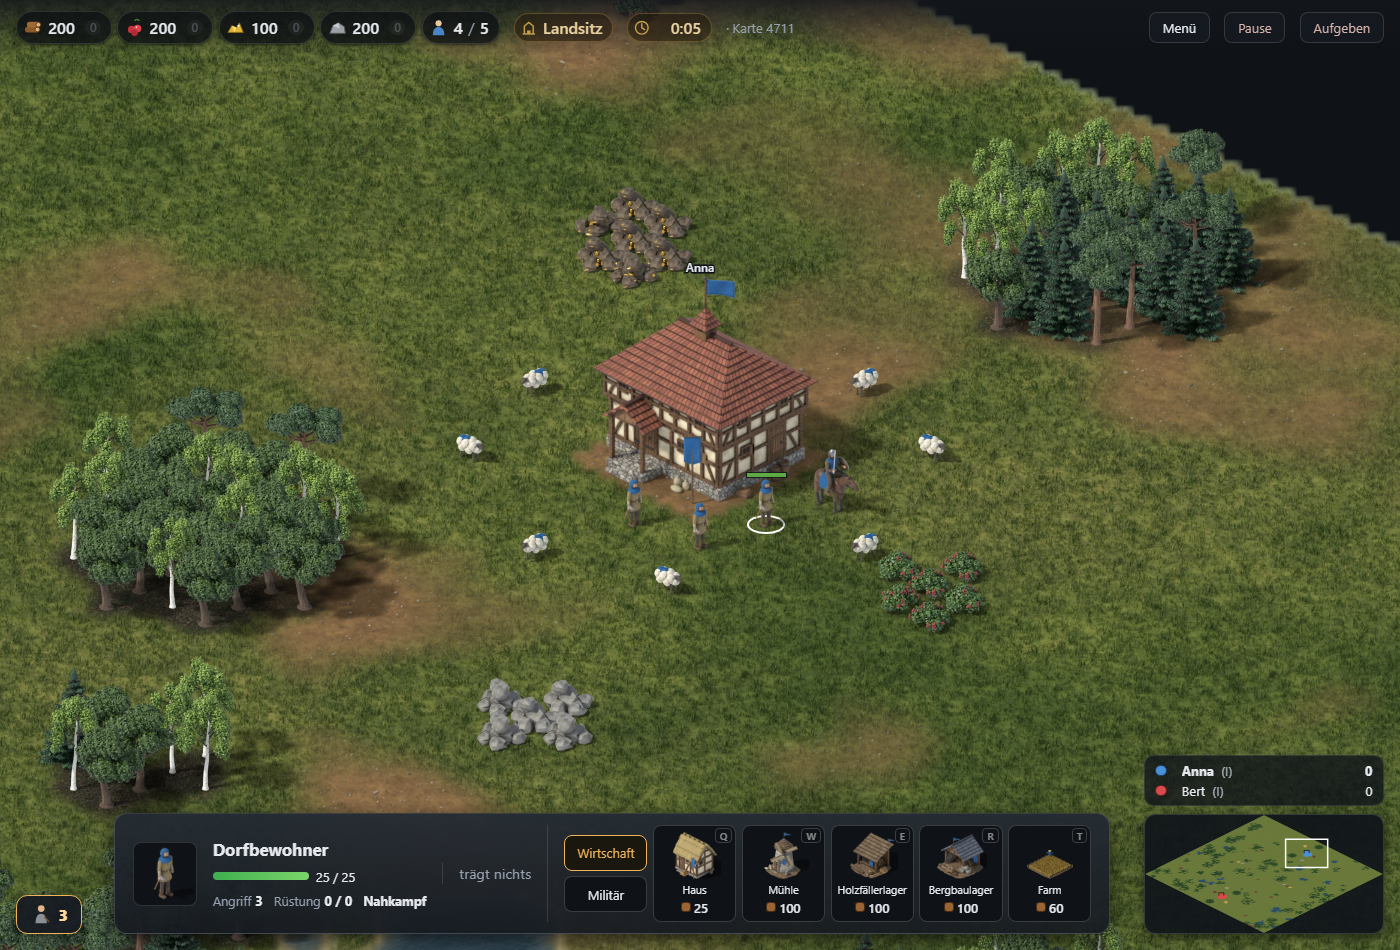 200 0 200 0 100 0 200 0 4 / 5 Landsitz 0:05 · Karte 4711 Menü Pause Aufgeben
Anna
Anna (I) 0
Bert (I) 0
Dorfbewohner
25 / 25
Angriff 3 Rüstung 0 / 0 Nahkampf
trägt nichts
Wirtschaft
Militär
Q W E R T
Haus Mühle Holzfällerlager Bergbaulager Farm
25 100 100 100 60
3